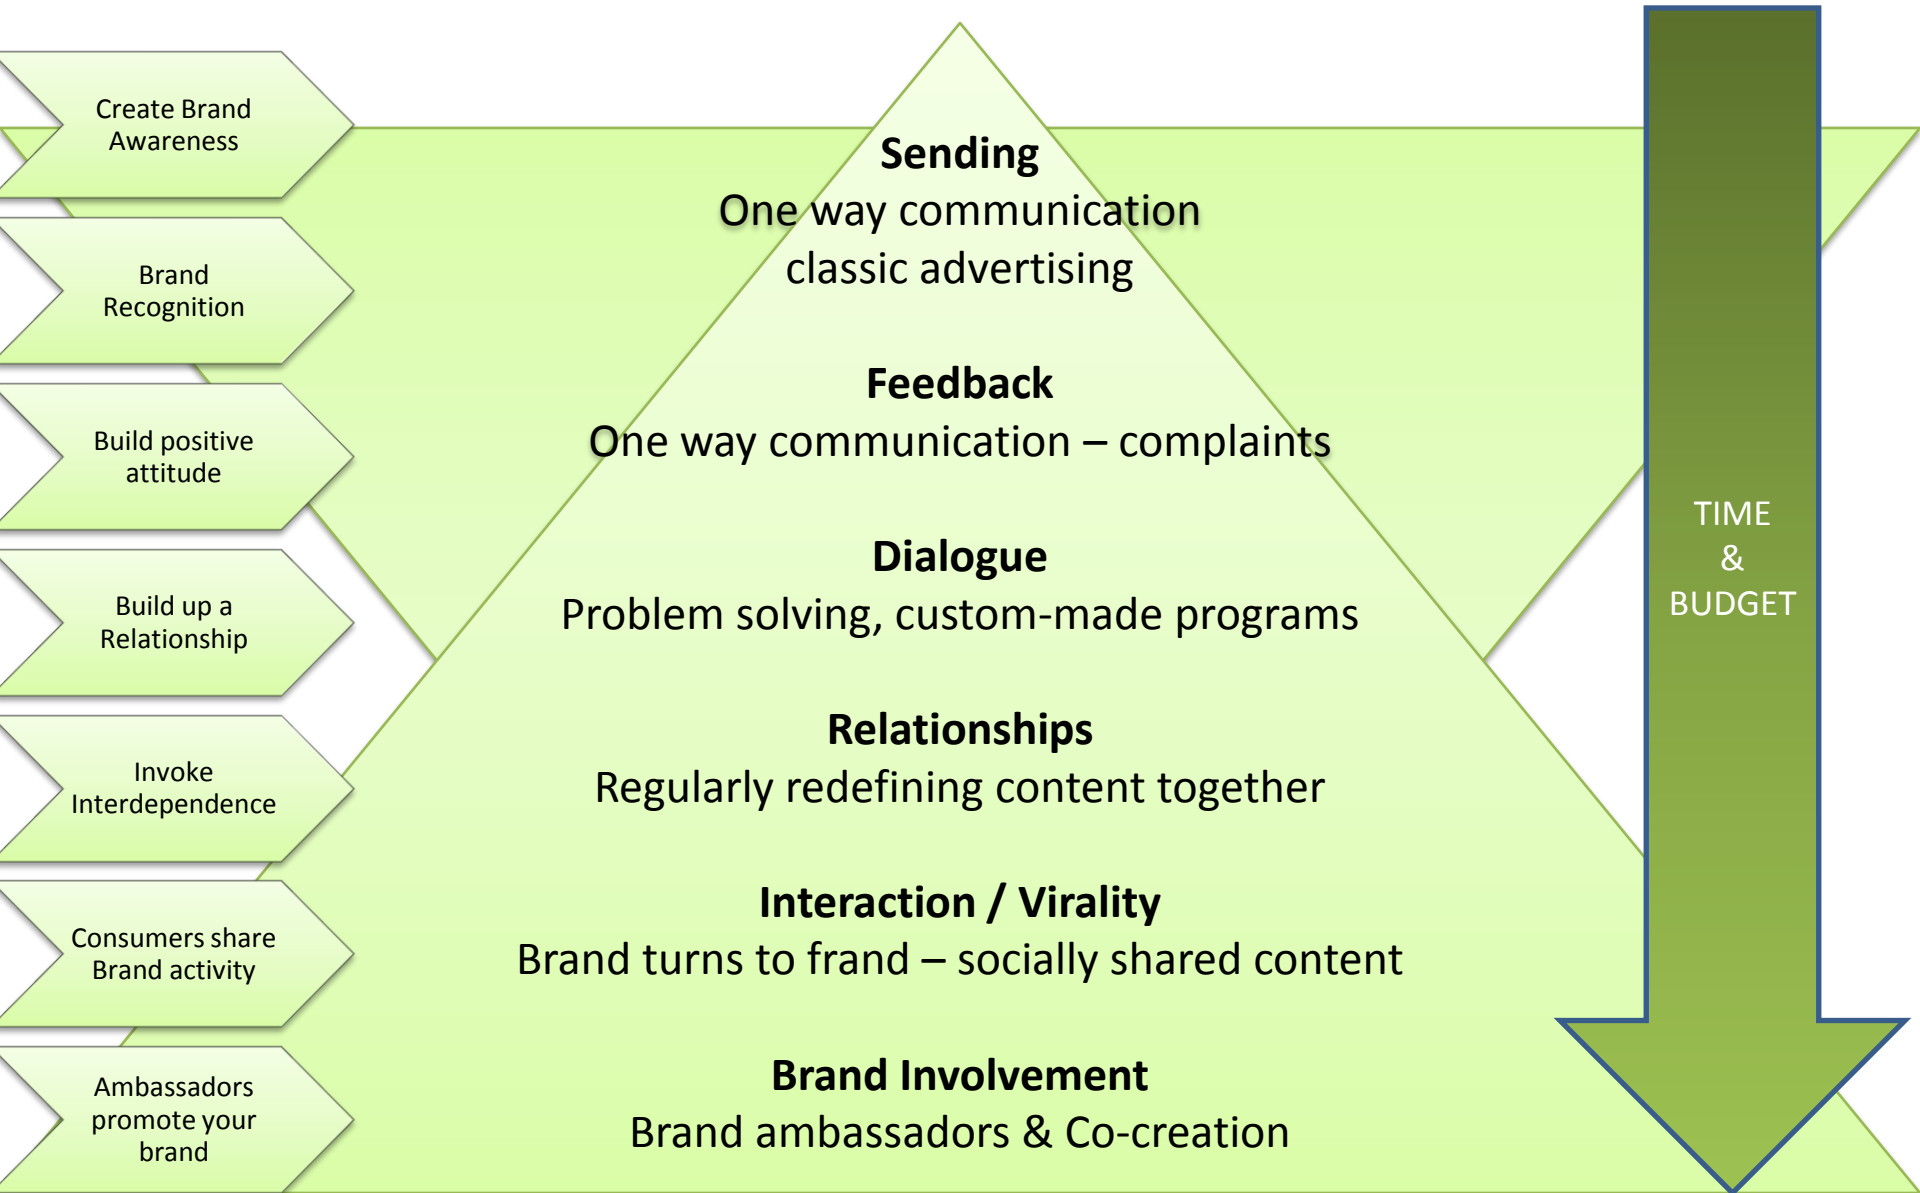 Create Brand
Awareness
Brand
Recognition
Build positive
attitude
Build up a
Relationship
Invoke
Interdependence
Consumers share
Brand activity
Ambassadors
promote your
brand
Sending
One way communication
classic advertising
Feedback
One way communication – complaints
Dialogue
Problem solving, custom-made programs
Relationships
Regularly redefining content together
Interaction / Virality
Brand turns to frand – socially shared content
Brand Involvement
Brand ambassadors & Co-creation
TIME
&
BUDGET